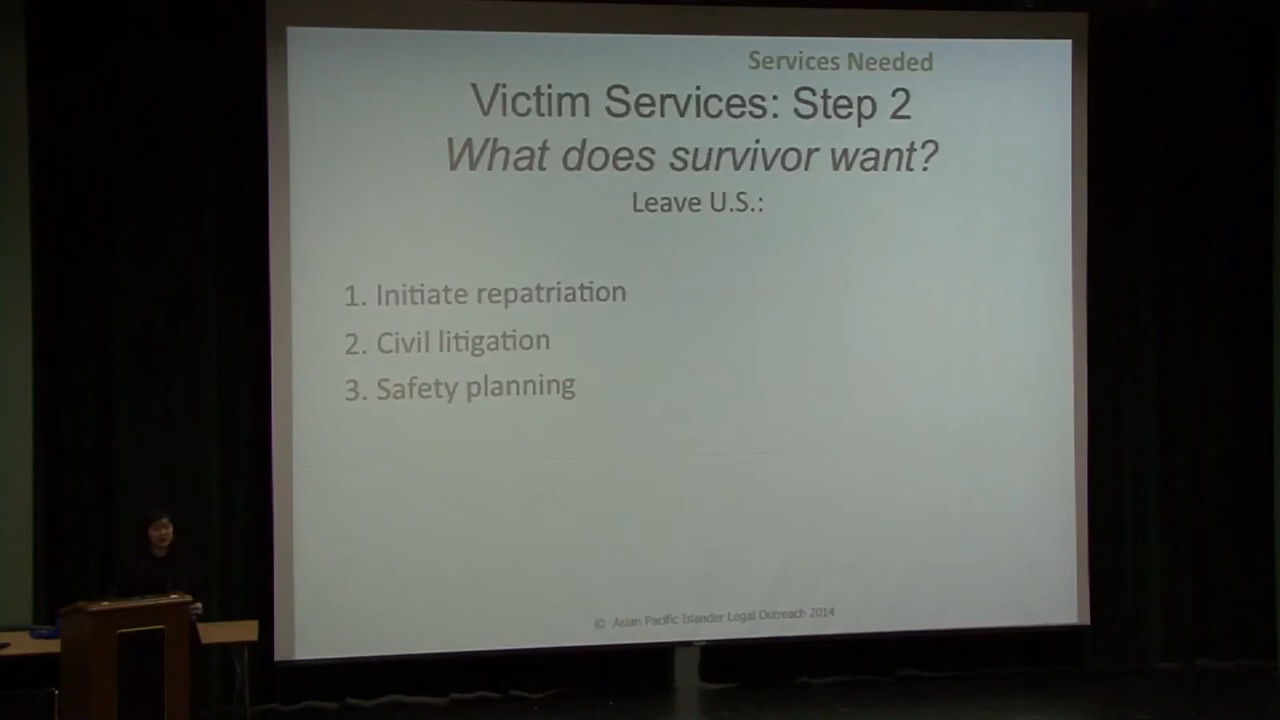 Services Needed
Victim Services: Step 2
What does survivor want?
Leave U.S.:
1. Initiate repatriation
2. Civil litigation
3. Safety planning
© Asian Pacific Islander Legal Outreach 2014